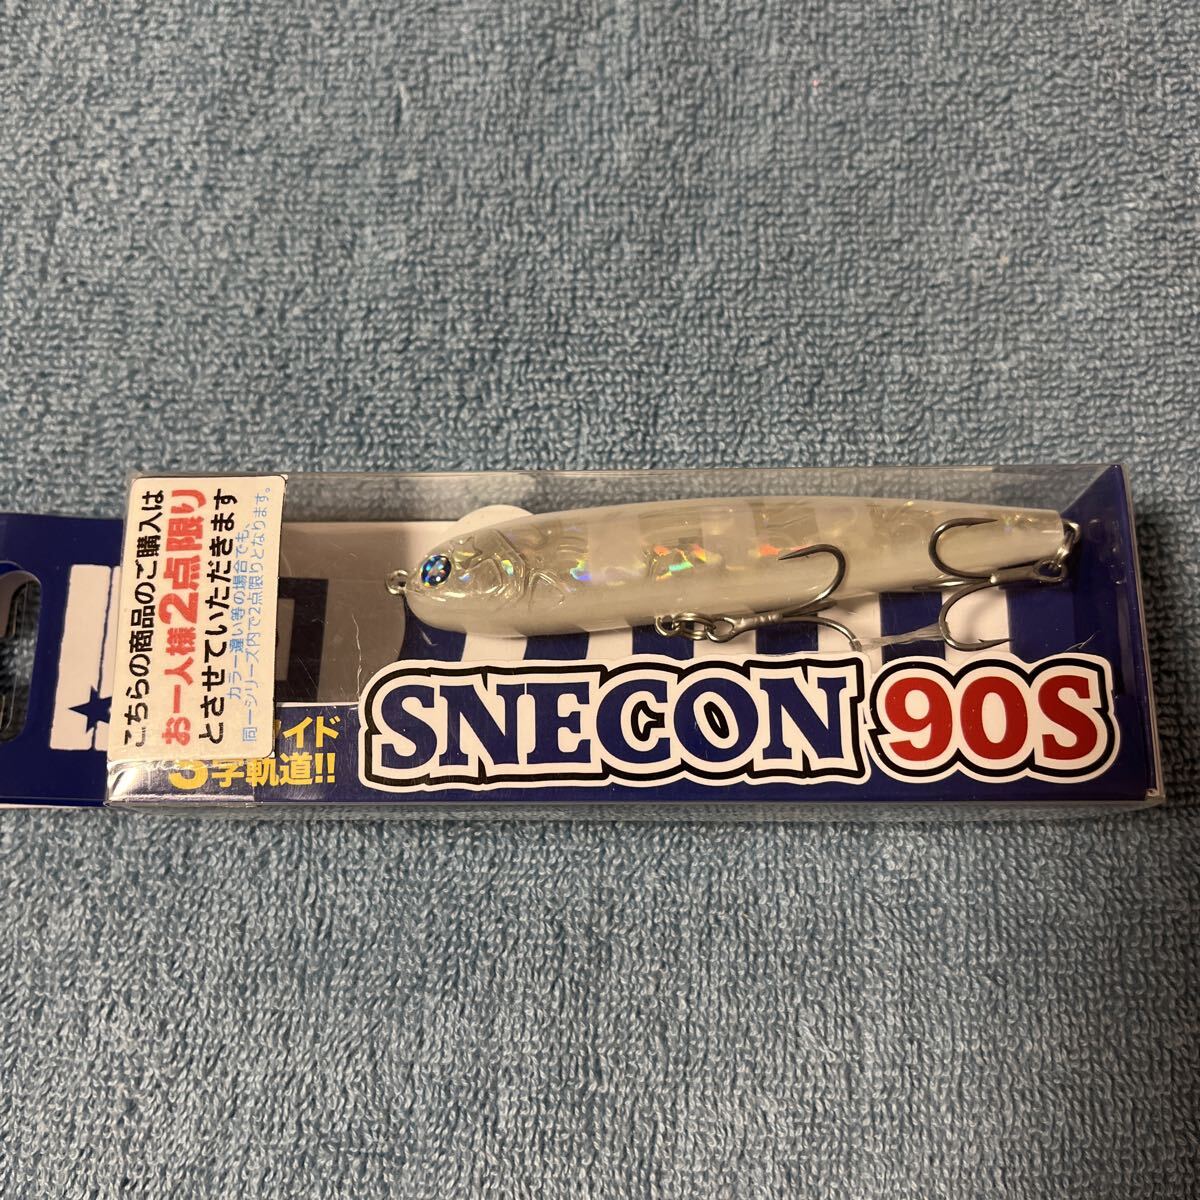 こちらの商品のご購入は
お一人様2点限り
とさせていただきます
カラー違い等の場合でも、
同一シリーズ内で2点限りとなります。
イド
S字軌道!!
SNECON 90S